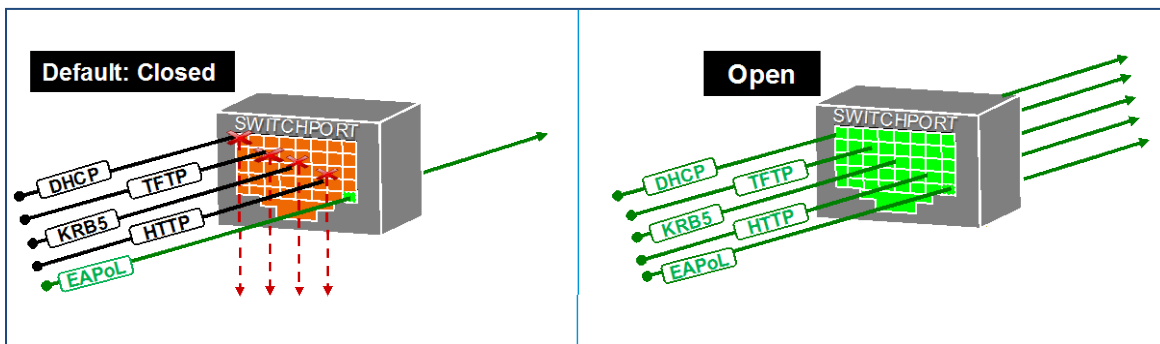 Default: Closed
SWITCHPORT
DHCP
TFTP
KRB5
HTTP
EAPoL
Open
SWITCHPORT
DHCP
TFTP
KRB5
HTTP
EAPoL